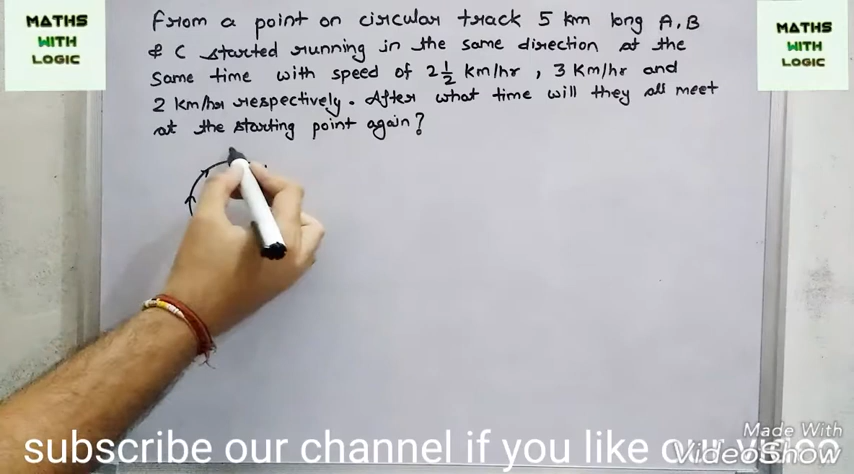 MATHS
WITH
LOGIC
From a point on circular track 5 km long A, B
& C started running in the same direction at the
same time with speed of 2 1/2 km/hr, 3 km/hr and
2 km/hr respectively. After what time will they all meet
at the starting point again?
MATHS
WITH
LOGIC
Made With
VideoShow
subscribe our channel if you like our video